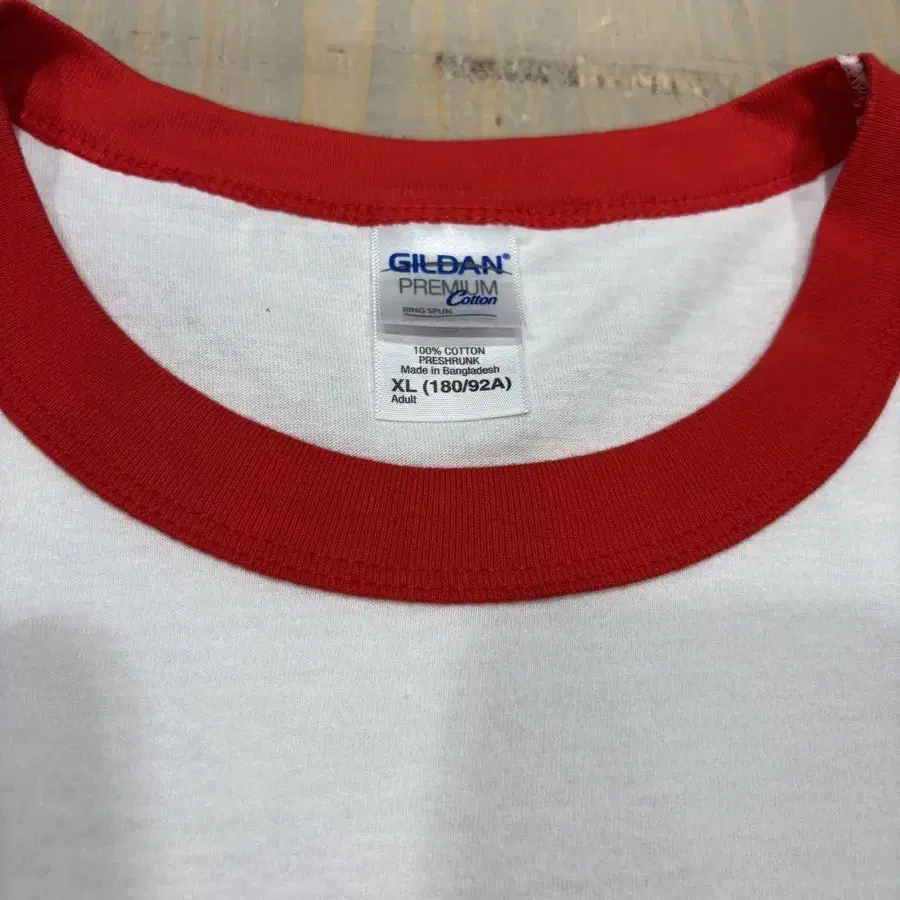 GILDAN®
PREMIUM
Cotton
RING SPUN
100% COTTON
PRESHRUNK
Made in Bangladesh
XL (180/92A)
Adult